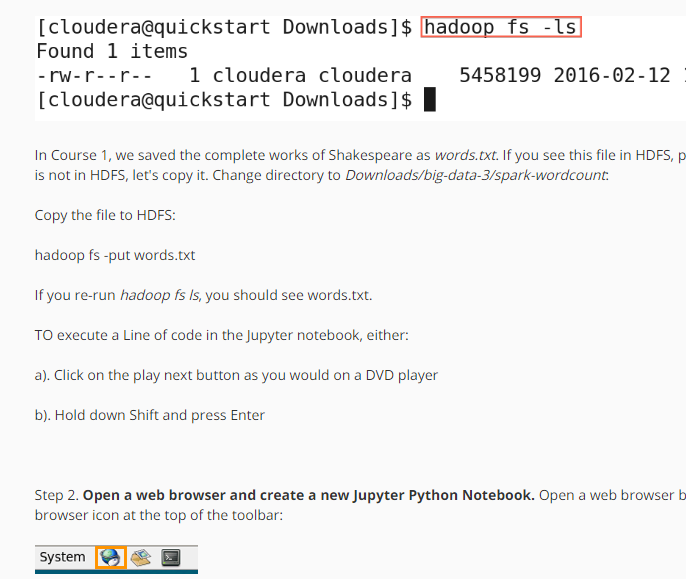 [cloudera@quickstart Downloads]$ hadoop fs -ls
Found 1 items
-rw-r--r--   1 cloudera cloudera    5458199 2016-02-12
[cloudera@quickstart Downloads]$
In Course 1, we saved the complete works of Shakespeare as words.txt. If you see this file in HDFS,
is not in HDFS, let's copy it. Change directory to Downloads/big-data-3/spark-wordcount:
Copy the file to HDFS:
hadoop fs -put words.txt
If you re-run hadoop fs ls, you should see words.txt.
TO execute a Line of code in the Jupyter notebook, either:
a). Click on the play next button as you would on a DVD player
b). Hold down Shift and press Enter
Step 2. Open a web browser and create a new Jupyter Python Notebook. Open a web browser
browser icon at the top of the toolbar:
System